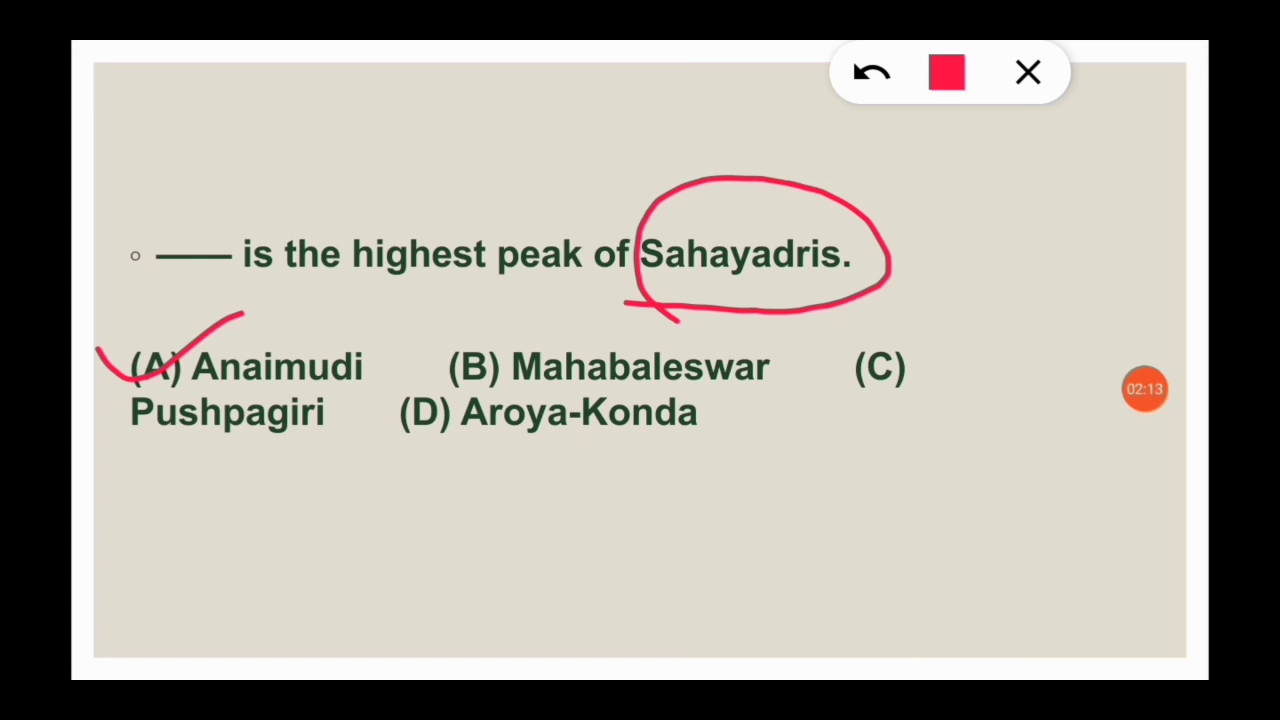 —— is the highest peak of Sahayadris.
(A) Anaimudi (B) Mahabaleswar (C)
Pushpagiri (D) Aroya-Konda
02:13